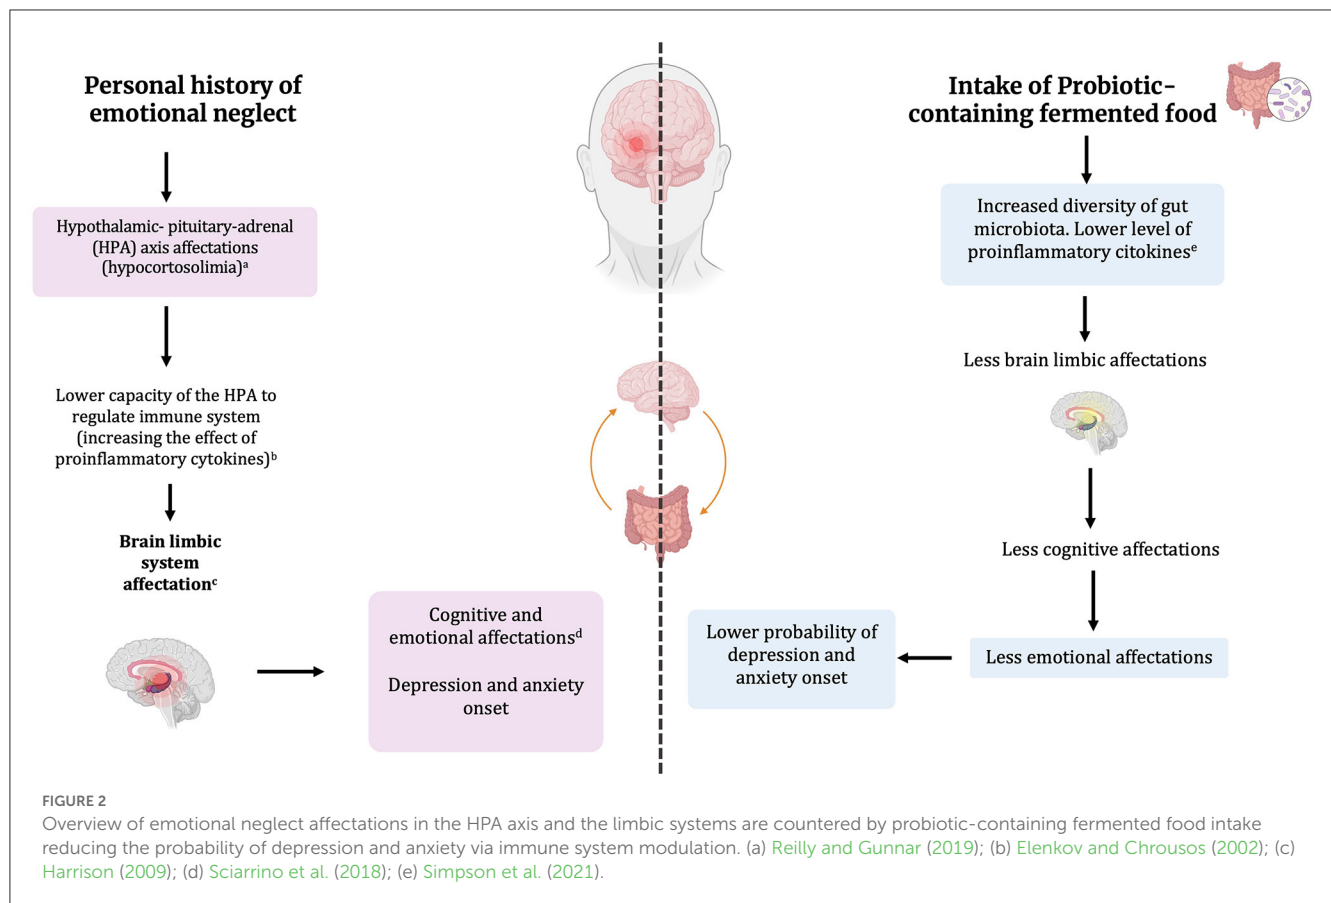 Personal history of
emotional neglect
Hypothalamic- pituitary-adrenal
(HPA) axis affectations
(hypocortosolimia)ᵃ
Lower capacity of the HPA to
regulate immune system
(increasing the effect of
proinflammatory cytokines)ᵇ
Brain limbic
system
affectationᶜ
Cognitive and
emotional affectationsᵈ
Depression and anxiety
onset
Intake of Probiotic-
containing fermented food
Increased diversity of gut
microbiota. Lower level of
proinflammatory citokinesᵉ
Less brain limbic affectations
Less cognitive affectations
Less emotional affectations
Lower probability of
depression and
anxiety onset
FIGURE 2
Overview of emotional neglect affectations in the HPA axis and the limbic systems are countered by probiotic-containing fermented food intake
reducing the probability of depression and anxiety via immune system modulation. (a) Reilly and Gunnar (2019); (b) Elenkov and Chrousos (2002); (c)
Harrison (2009); (d) Sciarrino et al. (2018); (e) Simpson et al. (2021).